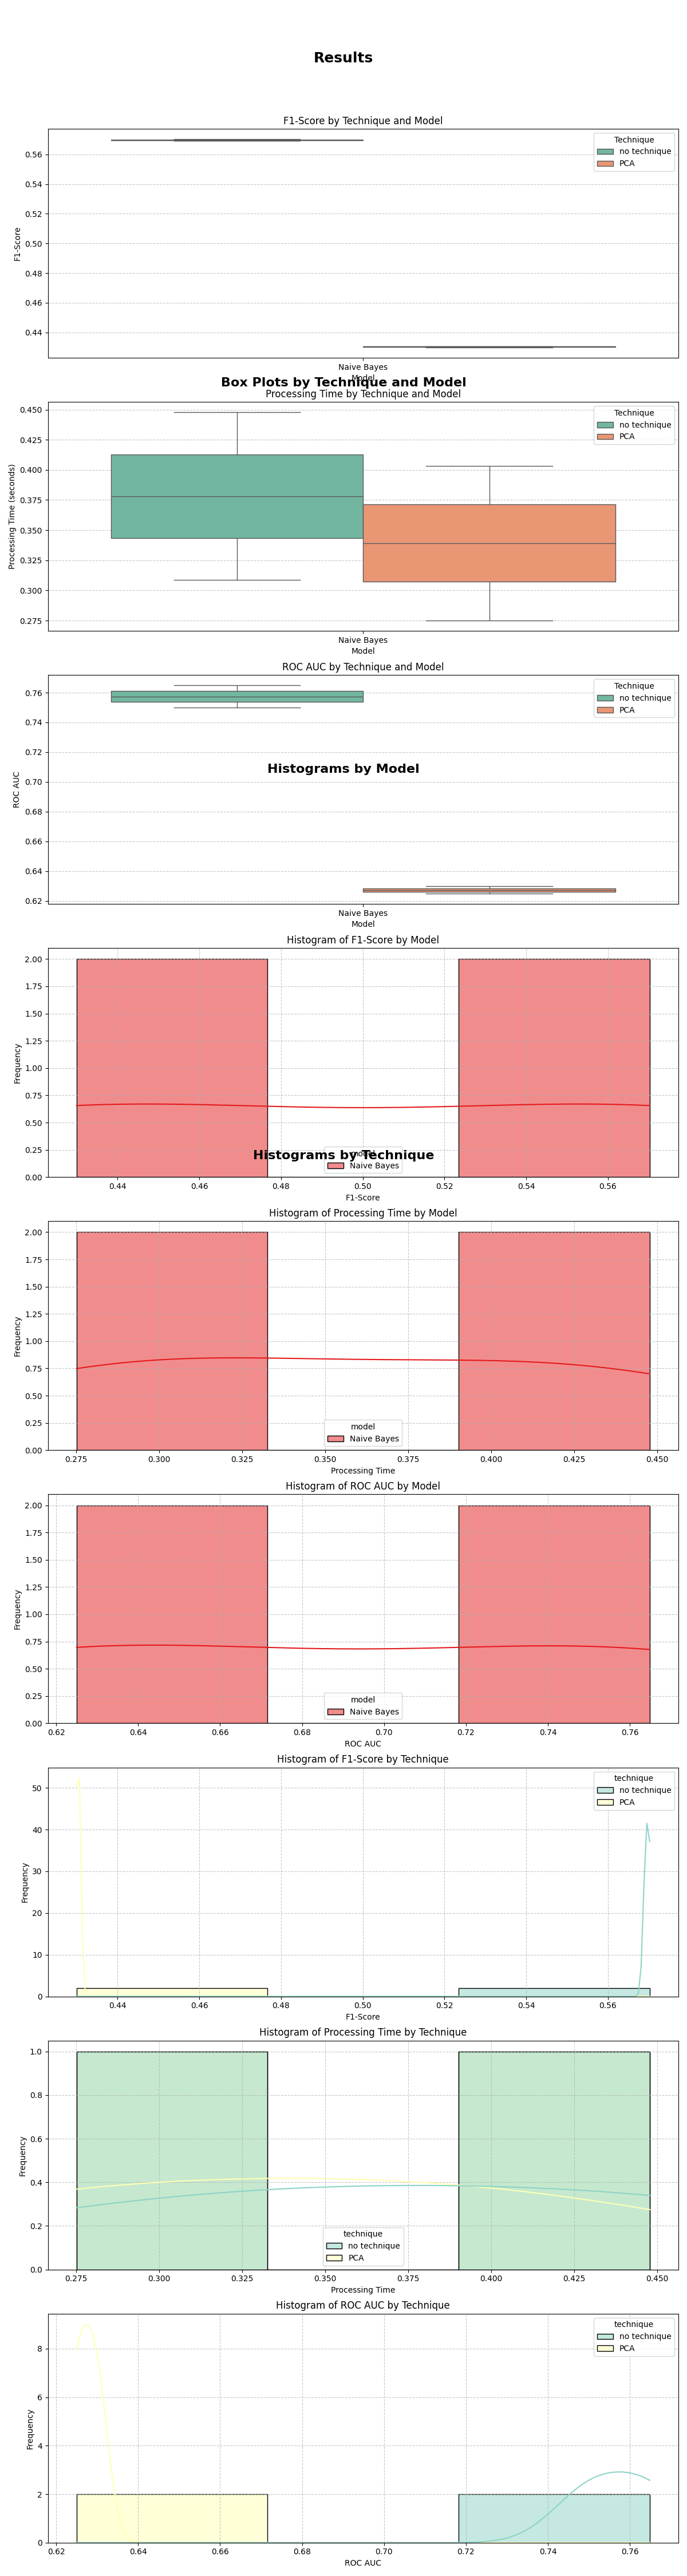 Results
F1-Score by Technique and Model
Technique
no technique
PCA
0.56
0.54
0.52
0.50
0.48
0.46
0.44
F1-Score
Naive Bayes
Model
Box Plots by Technique and Model
Processing Time by Technique and Model
Technique
no technique
PCA
0.450
0.425
0.400
0.375
0.350
0.325
0.300
0.275
Processing Time (seconds)
Naive Bayes
Model
ROC AUC by Technique and Model
Technique
no technique
PCA
0.76
0.74
0.72
0.70
0.68
0.66
0.64
0.62
ROC AUC
Histograms by Model
Naive Bayes
Model
Histogram of F1-Score by Model
2.00
1.75
1.50
1.25
1.00
0.75
0.50
0.25
0.00
Frequency
Histograms by Technique
model
Naive Bayes
0.44 0.46 0.48 0.50 0.52 0.54 0.56
F1-Score
Histogram of Processing Time by Model
2.00
1.75
1.50
1.25
1.00
0.75
0.50
0.25
0.00
Frequency
model
Naive Bayes
0.275 0.300 0.325 0.350 0.375 0.400 0.425 0.450
Processing Time
Histogram of ROC AUC by Model
2.00
1.75
1.50
1.25
1.00
0.75
0.50
0.25
0.00
Frequency
model
Naive Bayes
0.62 0.64 0.66 0.68 0.70 0.72 0.74 0.76
ROC AUC
Histogram of F1-Score by Technique
technique
no technique
PCA
50
40
30
20
10
0
Frequency
0.44 0.46 0.48 0.50 0.52 0.54 0.56
F1-Score
Histogram of Processing Time by Technique
1.0
0.8
0.6
0.4
0.2
0.0
Frequency
technique
no technique
PCA
0.275 0.300 0.325 0.350 0.375 0.400 0.425 0.450
Processing Time
Histogram of ROC AUC by Technique
technique
no technique
PCA
8
6
4
2
0
Frequency
0.62 0.64 0.66 0.68 0.70 0.72 0.74 0.76
ROC AUC